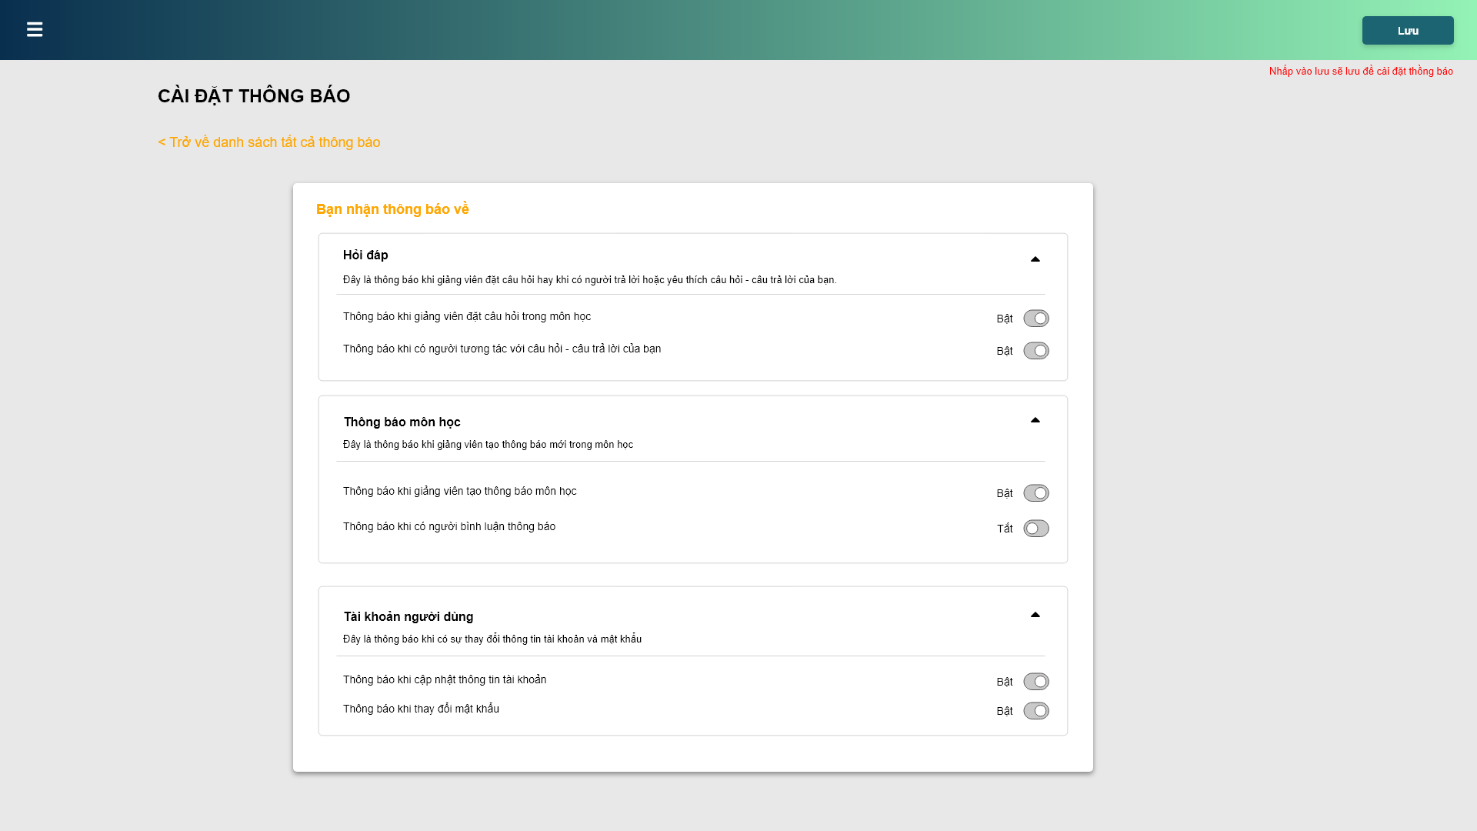 Lưu
Nhấp vào lưu sẽ lưu để cài đặt thồng báo
CÀI ĐẶT THÔNG BÁO
< Trở về danh sách tất cả thông báo
Bạn nhận thông báo về
Hỏi đáp
Đây là thông báo khi giảng viên đặt câu hỏi hay khi có người trả lời hoặc yêu thích câu hỏi - câu trả lời của bạn.
Thông báo khi giảng viên đặt câu hỏi trong môn học
Bật
Thông báo khi có người tương tác với câu hỏi - câu trả lời của bạn
Bật
Thông báo môn học
Đây là thông báo khi giảng viên tạo thông báo mới trong môn học
Thông báo khi giảng viên tạo thông báo môn học
Bật
Thông báo khi có người bình luận thông báo
Tắt
Tài khoản người dùng
Đây là thông báo khi có sự thay đổi thông tin tài khoản và mật khẩu
Thông báo khi cập nhật thông tin tài khoản
Bật
Thông báo khi thay đổi mật khẩu
Bật